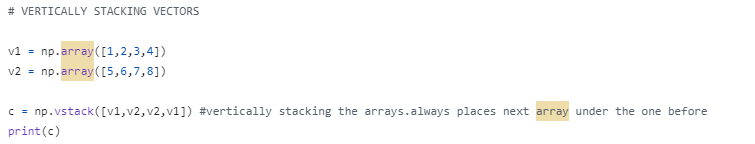 # VERTICALLY STACKING VECTORS
v1 = np.array([1,2,3,4])
v2 = np.array([5,6,7,8])
c = np.vstack([v1,v2,v2,v1]) #vertically stacking the arrays.always places next array under the one before
print(c)